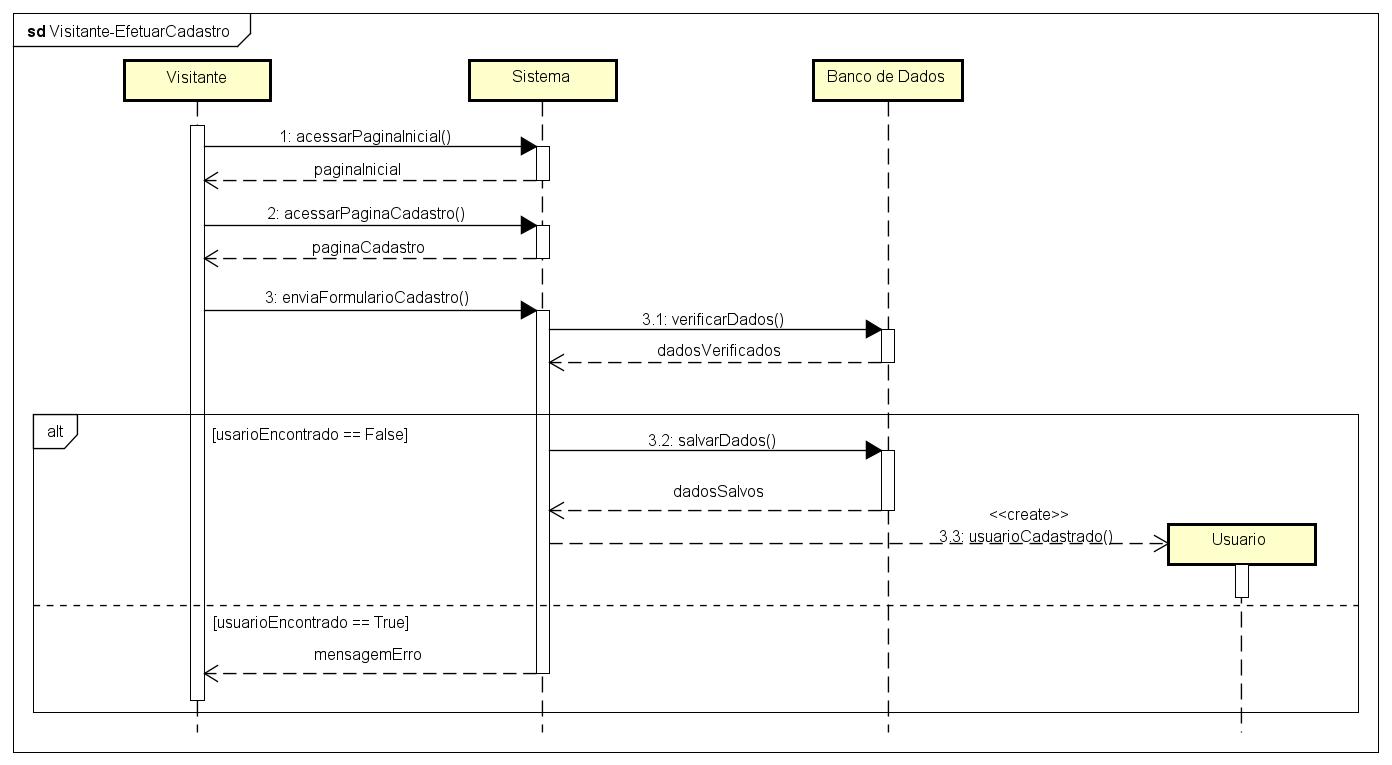 sd Visitante-EfetuarCadastro
Visitante
Sistema
Banco de Dados
1: acessarPaginaInicial()
paginaInicial
2: acessarPaginaCadastro()
paginaCadastro
3: enviaFormularioCadastro()
3.1: verificarDados()
dadosVerificados
alt
[usarioEncontrado == False]
3.2: salvarDados()
dadosSalvos
<<create>>
3.3: usuarioCadastrado()
Usuario
[usuarioEncontrado == True]
mensagemErro